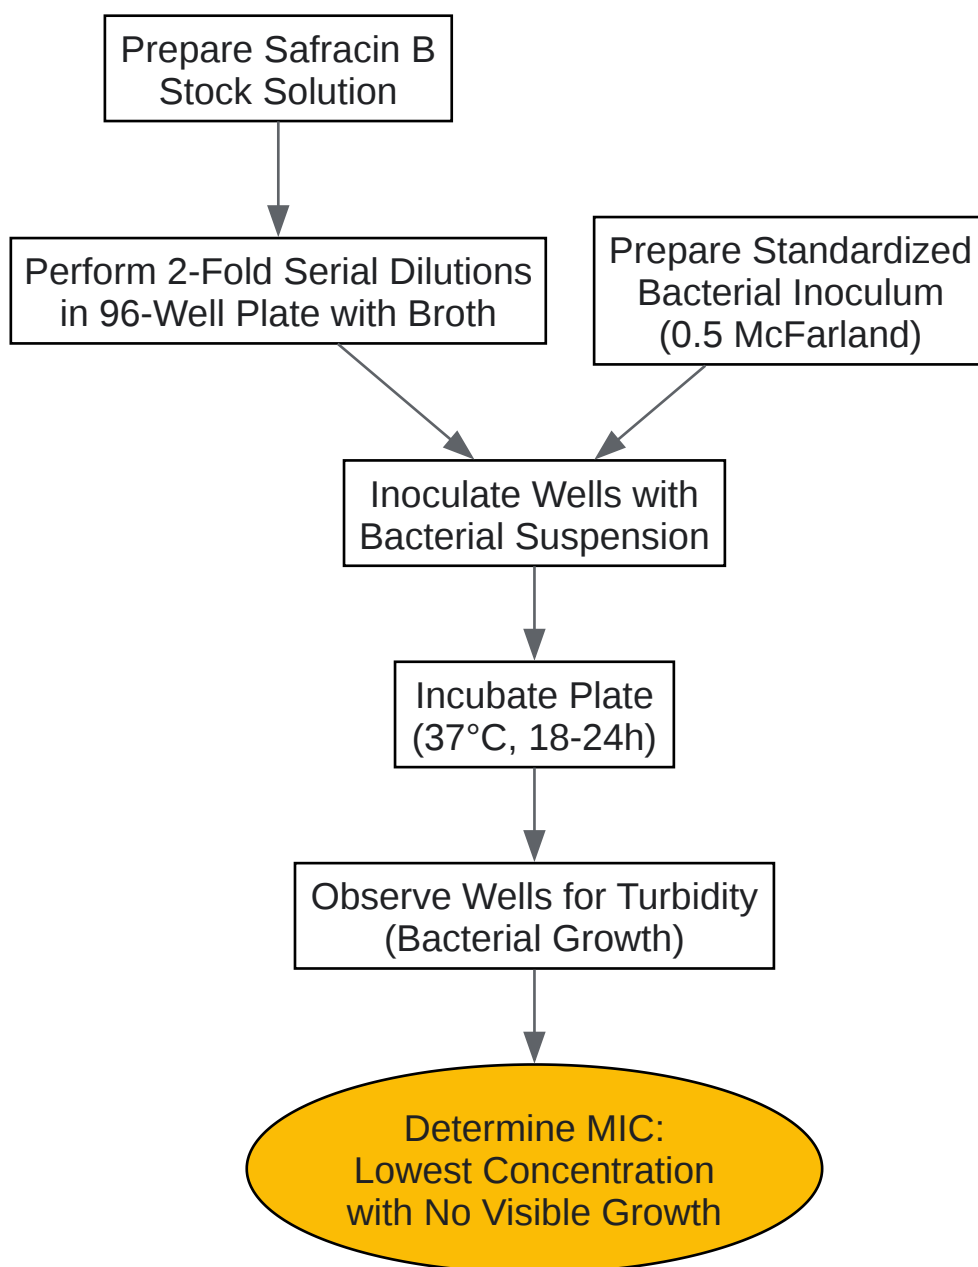 Prepare Safracin B
Stock Solution
Perform 2-Fold Serial Dilutions
in 96-Well Plate with Broth
Prepare Standardized
Bacterial Inoculum
(0.5 McFarland)
Inoculate Wells with
Bacterial Suspension
Incubate Plate
(37°C, 18-24h)
Observe Wells for Turbidity
(Bacterial Growth)
Determine MIC:
Lowest Concentration
with No Visible Growth